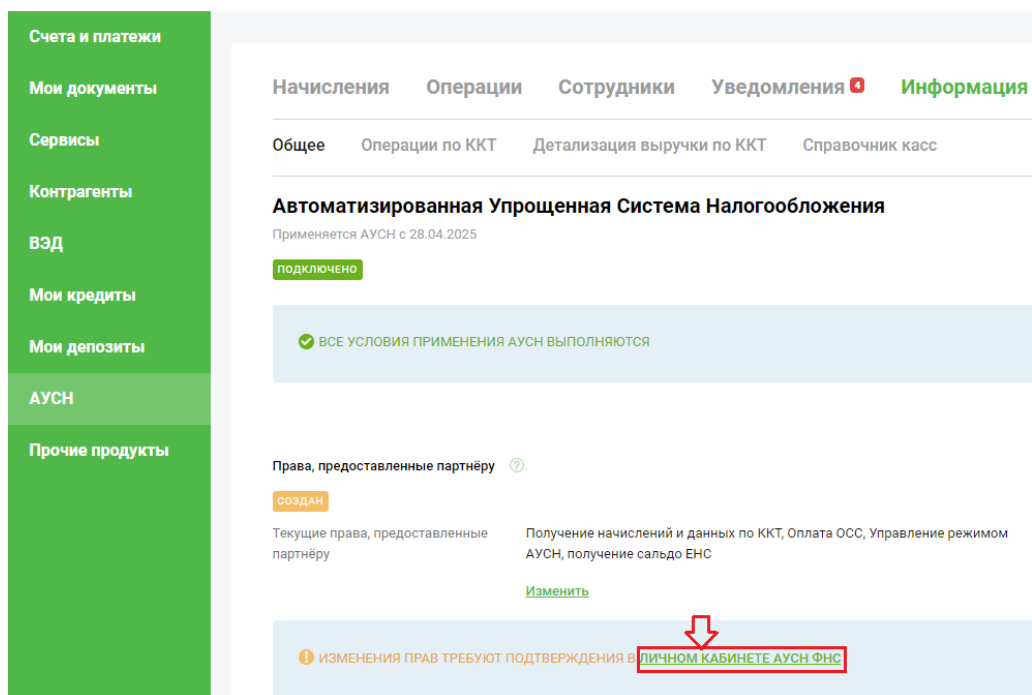 Счета и платежи
Мои документы
Сервисы
Контрагенты
ВЭД
Мои кредиты
Мои депозиты
АУСН
Прочие продукты
Начисления Операции Сотрудники Уведомления 4 Информация
Общее Операции по ККТ Детализация выручки по ККТ Справочник касс
Автоматизированная Упрощенная Система Налогообложения
Применяется АУСН с 28.04.2025
ПОДКЛЮЧЕНО
ВСЕ УСЛОВИЯ ПРИМЕНЕНИЯ АУСН ВЫПОЛНЯЮТСЯ
Права, предоставленные партнёру ?
СОЗДАН
Текущие права, предоставленные
партнёру
Получение начислений и данных по ККТ, Оплата ОСС, Управление режимом
АУСН, получение сальдо ЕНС
Изменить
! ИЗМЕНЕНИЯ ПРАВ ТРЕБУЮТ ПОДТВЕРЖДЕНИЯ В ЛИЧНОМ КАБИНЕТЕ АУСН ФНС